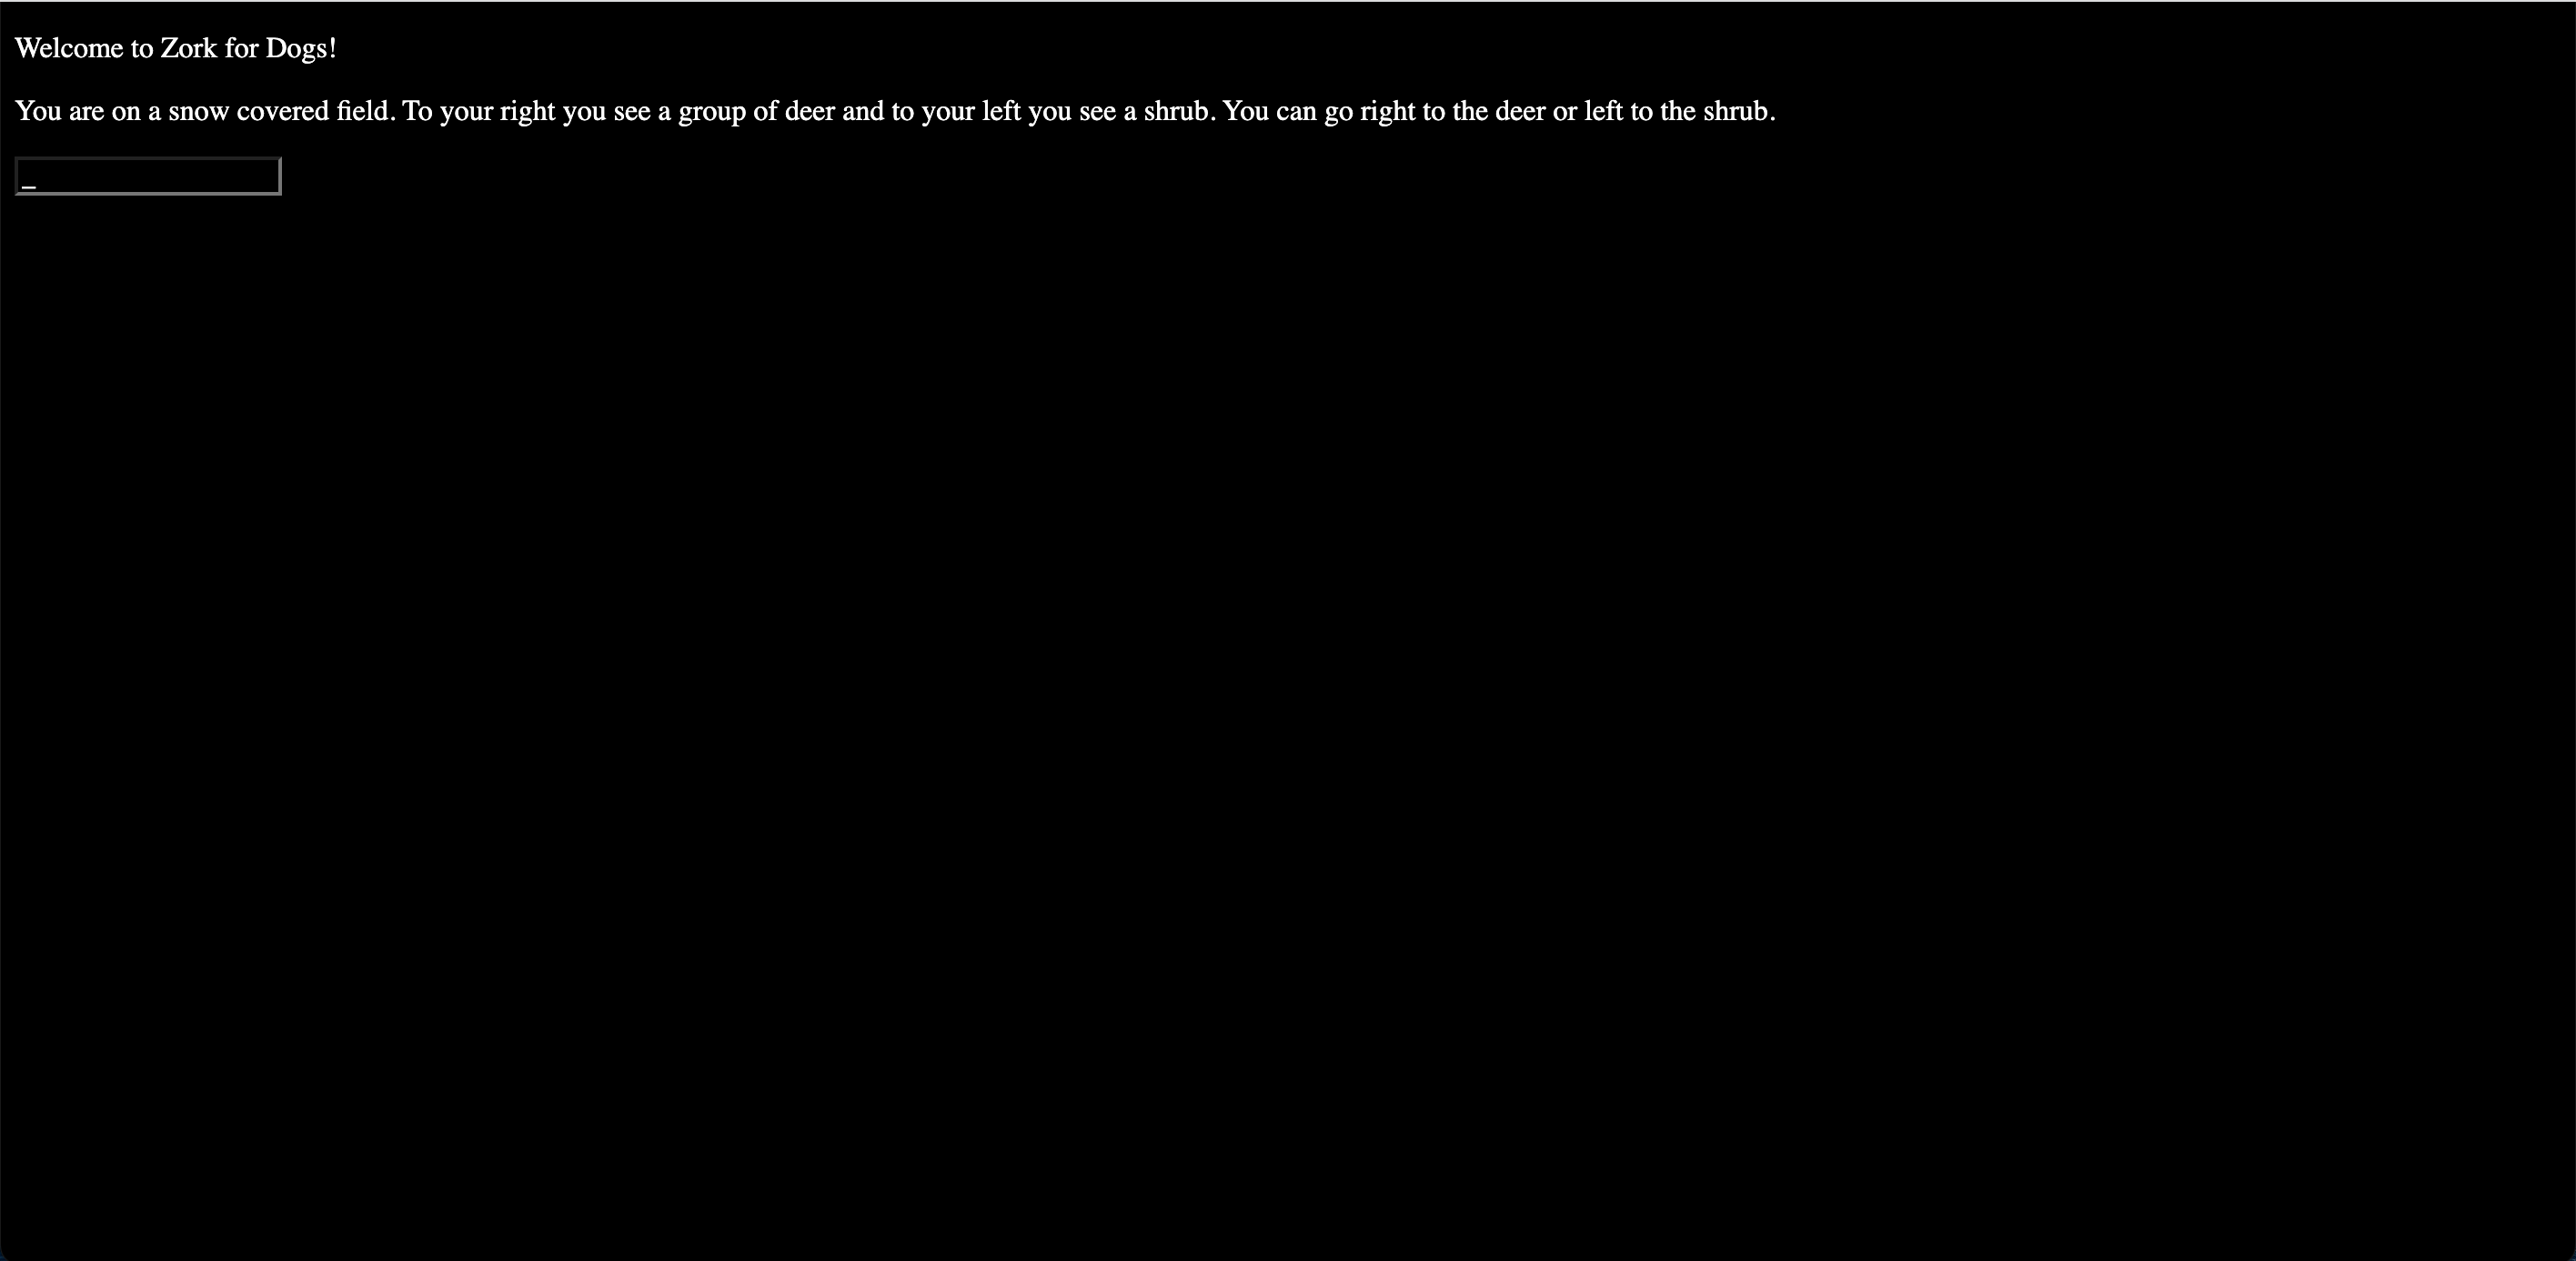 Welcome to Zork for Dogs!
You are on a snow covered field. To your right you see a group of deer and to your left you see a shrub. You can go right to the deer or left to the shrub.
_